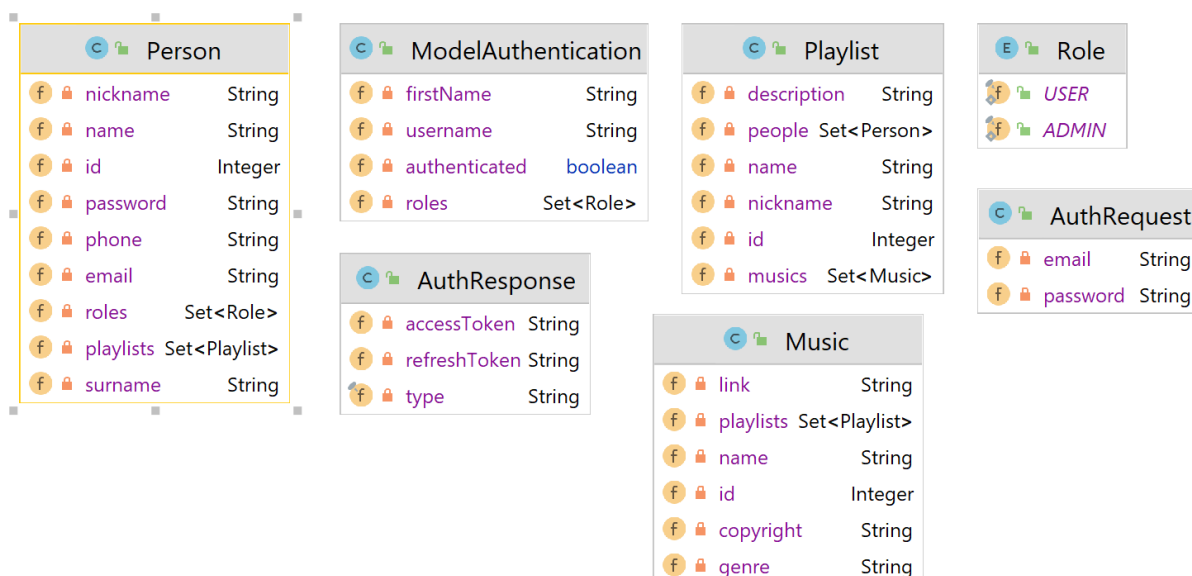 C Person
f nickname String
f name String
f id Integer
f password String
f phone String
f email String
f roles Set<Role>
f playlists Set<Playlist>
f surname String
C ModelAuthentication
f firstName String
f username String
f authenticated boolean
f roles Set<Role>
C AuthResponse
f accessToken String
f refreshToken String
f type String
C Playlist
f description String
f people Set<Person>
f name String
f nickname String
f id Integer
f musics Set<Music>
C Music
f link String
f playlists Set<Playlist>
f name String
f id Integer
f copyright String
f genre String
E Role
f USER
f ADMIN
C AuthRequest
f email String
f password String